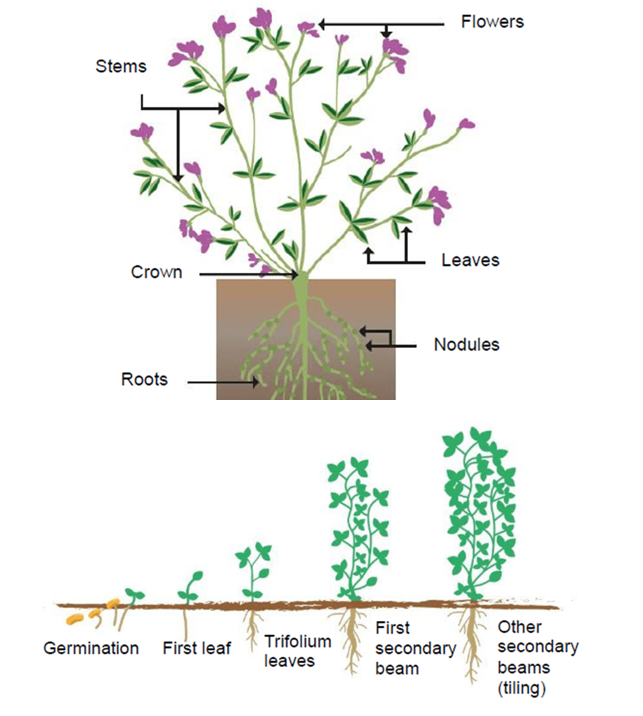 Flowers
Stems
Crown
Leaves
Nodules
Roots
Germination
First leaf
Trifolium
leaves
First
secondary
beam
Other
secondary
beams
(tiling)